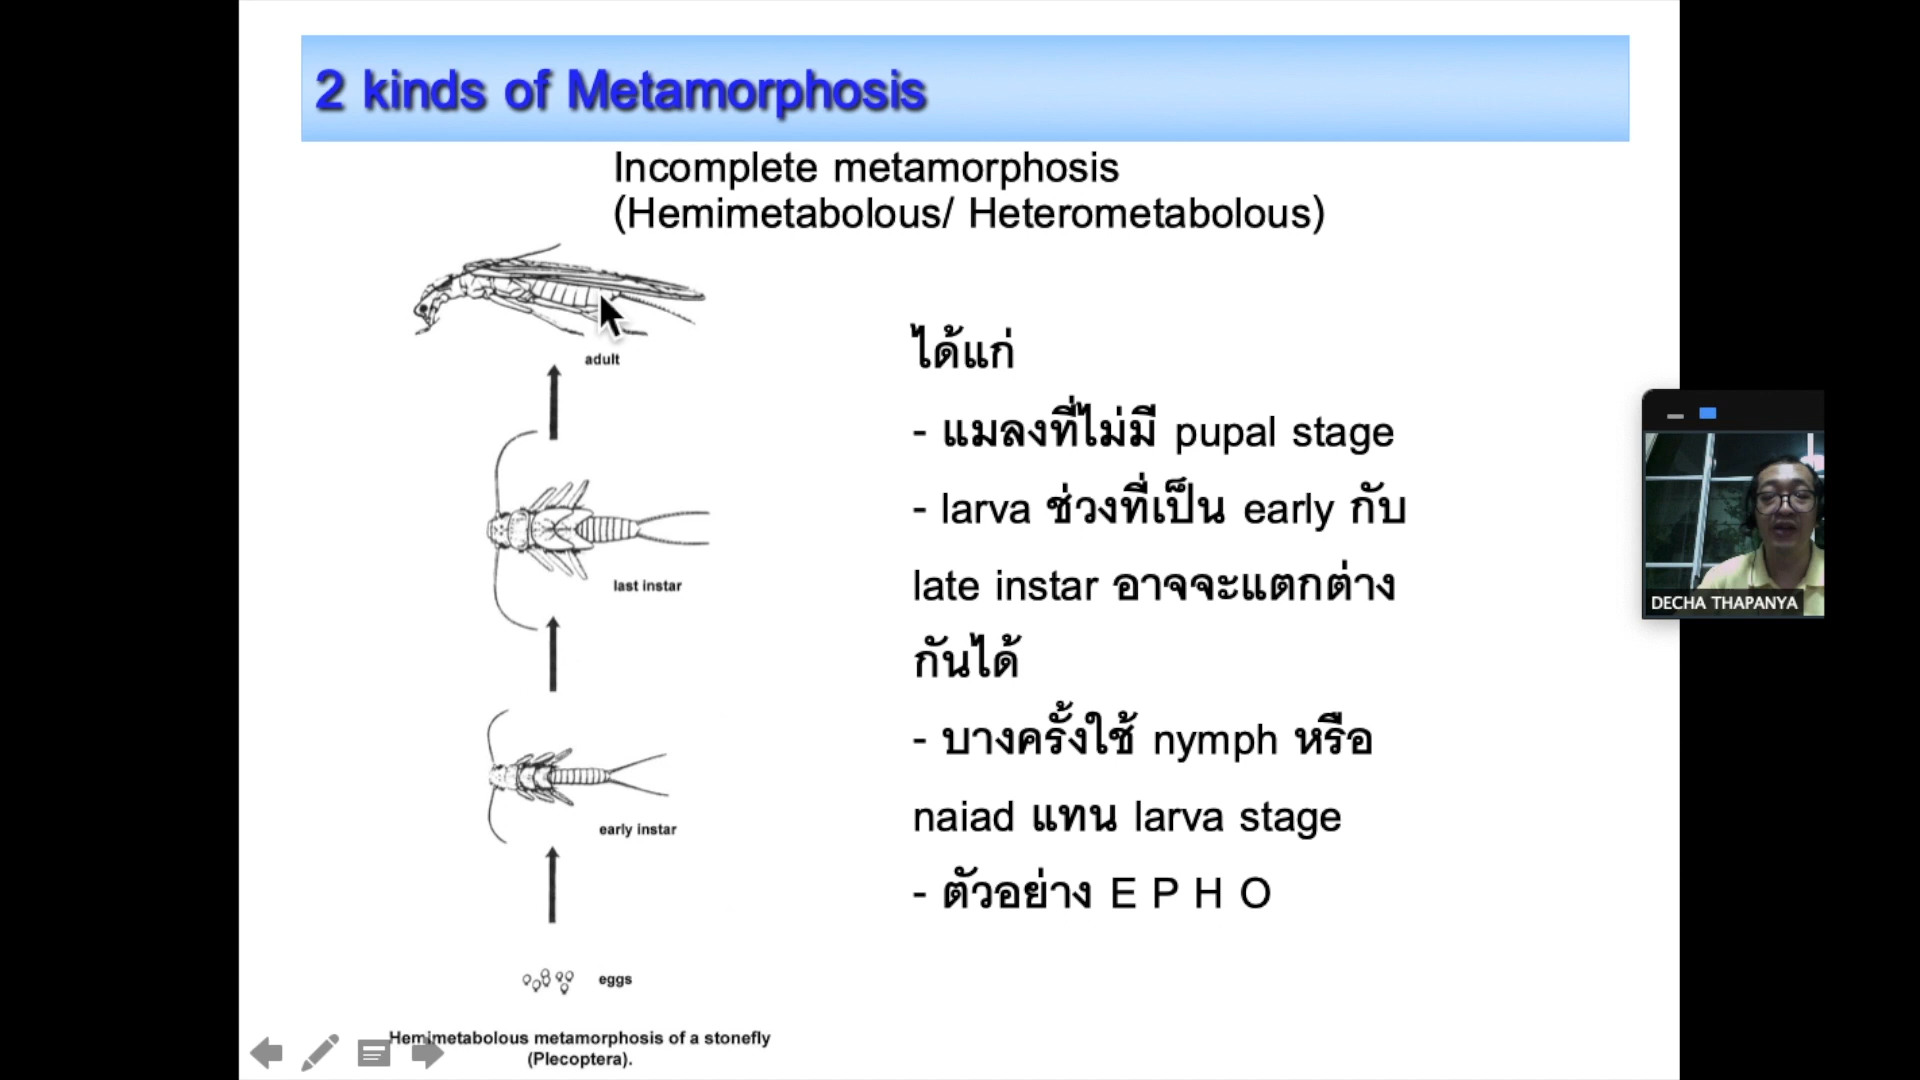 2 kinds of Metamorphosis
Incomplete metamorphosis
(Hemimetabolous/ Heterometabolous)
adult
last instar
early instar
eggs
Hemimetabolous metamorphosis of a stonefly
(Plecoptera).
ได้แก่
- แมลงที่ไม่มี pupal stage
- larva ช่วงที่เป็น early กับ
late instar อาจจะแตกต่าง
กันได้
- บางครั้งใช้ nymph หรือ
naiad แทน larva stage
- ตัวอย่าง E P H O
DECHA THAPANYA